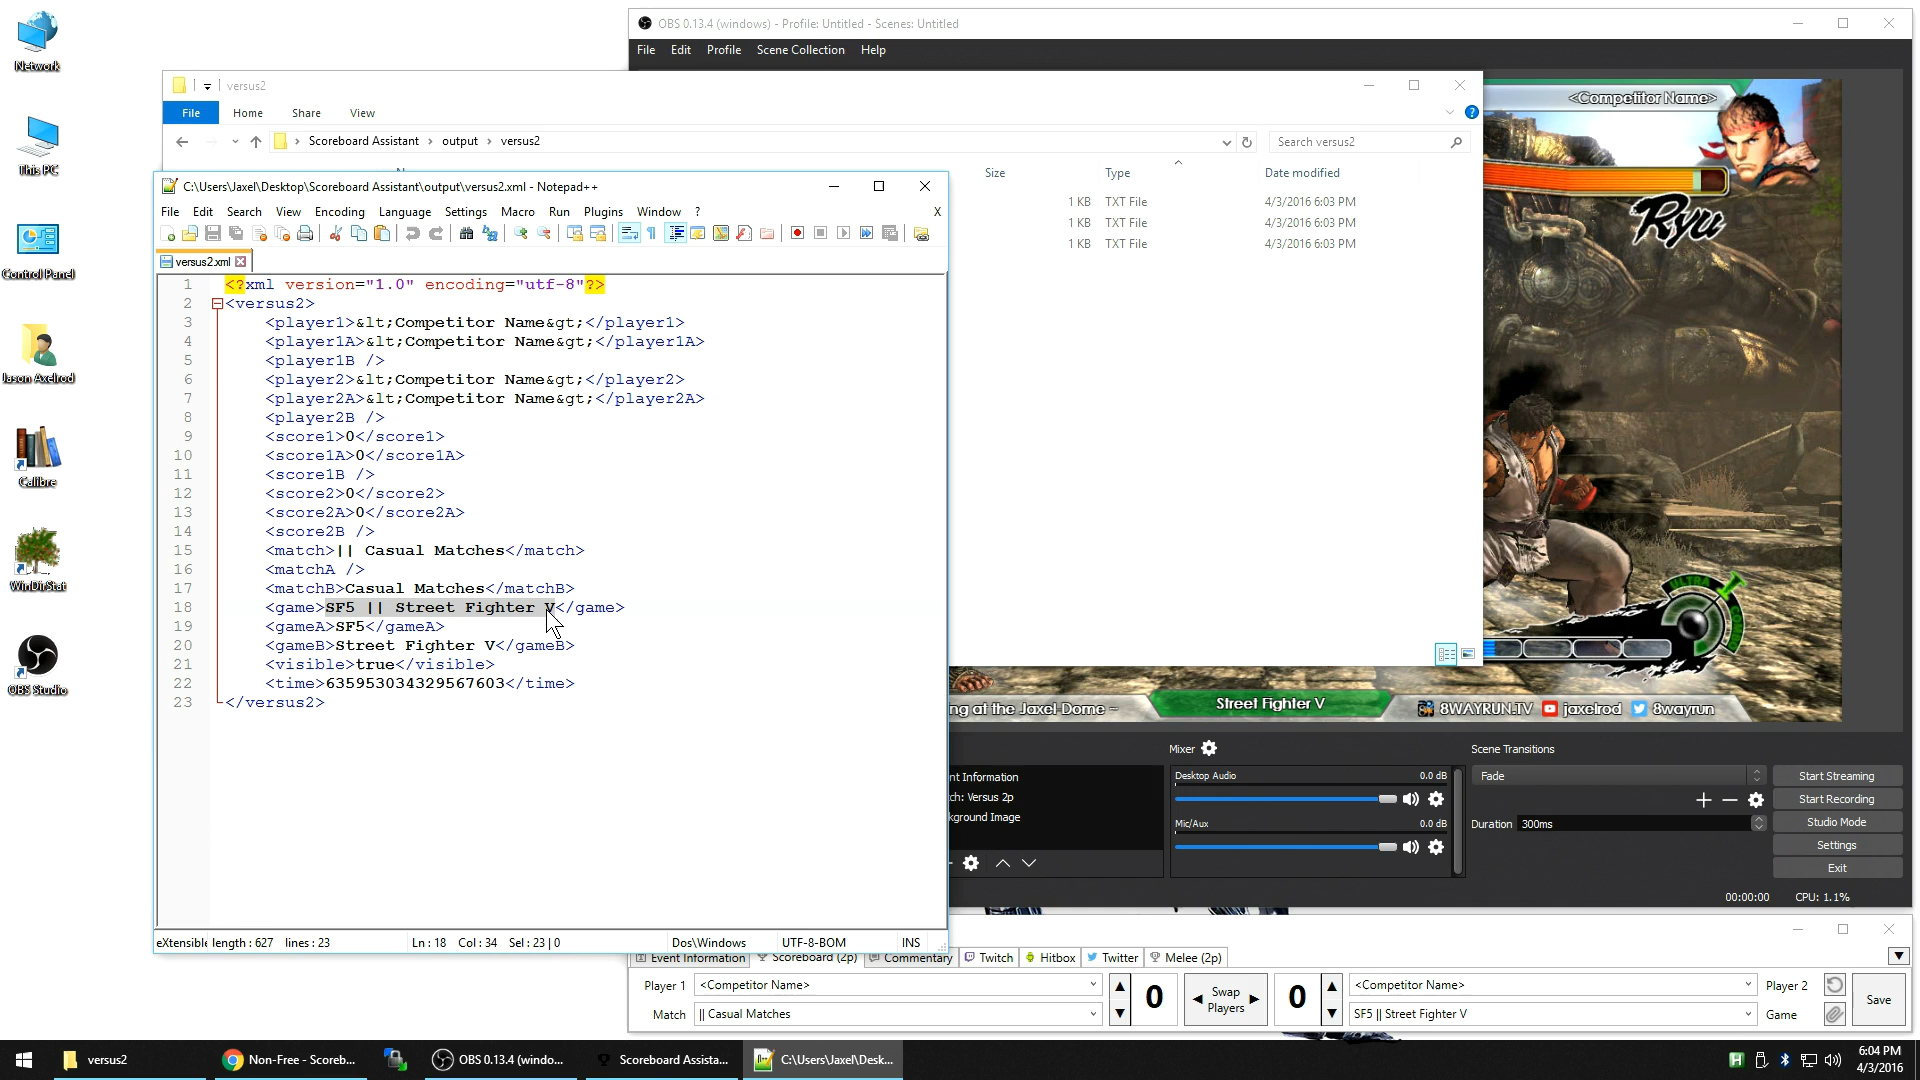 Network
This PC
Control Panel
Jason Axelrod
Calibre
WinDirStat
OBS Studio
OBS 0.13.4 (windows) - Profile: Untitled - Scenes: Untitled
File Edit Profile Scene Collection Help
versus2
File Home Share View
Scoreboard Assistant › output › versus2
Search versus2
Size Type Date modified
1 KB TXT File 4/3/2016 6:03 PM
1 KB TXT File 4/3/2016 6:03 PM
1 KB TXT File 4/3/2016 6:03 PM
<Competitor Name>
Ryu
C:\Users\Jaxel\Desktop\Scoreboard Assistant\output\versus2.xml - Notepad++
File Edit Search View Encoding Language Settings Macro Run Plugins Window ? X
versus2.xml
1 <?xml version="1.0" encoding="utf-8"?>
2 <versus2>
3 <player1>&lt;Competitor Name&gt;</player1>
4 <player1A>&lt;Competitor Name&gt;</player1A>
5 <player1B />
6 <player2>&lt;Competitor Name&gt;</player2>
7 <player2A>&lt;Competitor Name&gt;</player2A>
8 <player2B />
9 <score1>0</score1>
10 <score1A>0</score1A>
11 <score1B />
12 <score2>0</score2>
13 <score2A>0</score2A>
14 <score2B />
15 <match>|| Casual Matches</match>
16 <matchA />
17 <matchB>Casual Matches</matchB>
18 <game>SF5 || Street Fighter V</game>
19 <gameA>SF5</gameA>
20 <gameB>Street Fighter V</gameB>
21 <visible>true</visible>
22 <time>635953034329567603</time>
23 </versus2>
eXtensible length : 627 lines : 23 Ln : 18 Col : 34 Sel : 23 | 0 Dos\Windows UTF-8-BOM INS
ULTRA
COMBO
ng at the Jaxel-Dome ~
Street Fighter V
8WAYRUN.TV jaxelrod 8wayrun
nt Information
ch: Versus 2p
kground Image
Mixer
Desktop Audio 0.0 dB
Mic/Aux 0.0 dB
Scene Transitions
Fade
Duration 300ms
Start Streaming
Start Recording
Studio Mode
Settings
Exit
00:00:00 CPU: 1.1%
Event Information Scoreboard (2p) Commentary Twitch Hitbox Twitter Melee (2p)
Player 1 <Competitor Name> 0 Swap Players 0 <Competitor Name> Player 2
Match || Casual Matches SF5 || Street Fighter V Game
Save
versus2
Non-Free - Scoreb...
OBS 0.13.4 (windo...
Scoreboard Assista...
C:\Users\Jaxel\Desk...
6:04 PM
4/3/2016